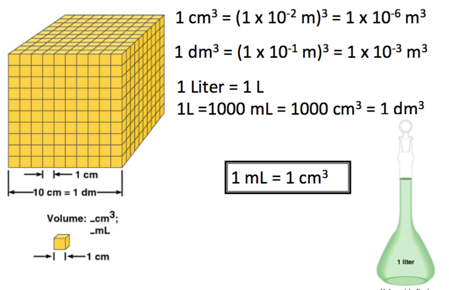 1 cm³ = (1 x 10⁻² m)³ = 1 x 10⁻⁶ m³
1 dm³ = (1 x 10⁻¹ m)³ = 1 x 10⁻³ m³
1 Liter = 1 L
1L =1000 mL = 1000 cm³ = 1 dm³
1 cm
10 cm = 1 dm
1 mL = 1 cm³
Volume: _cm³;
_mL
1 cm
1 liter